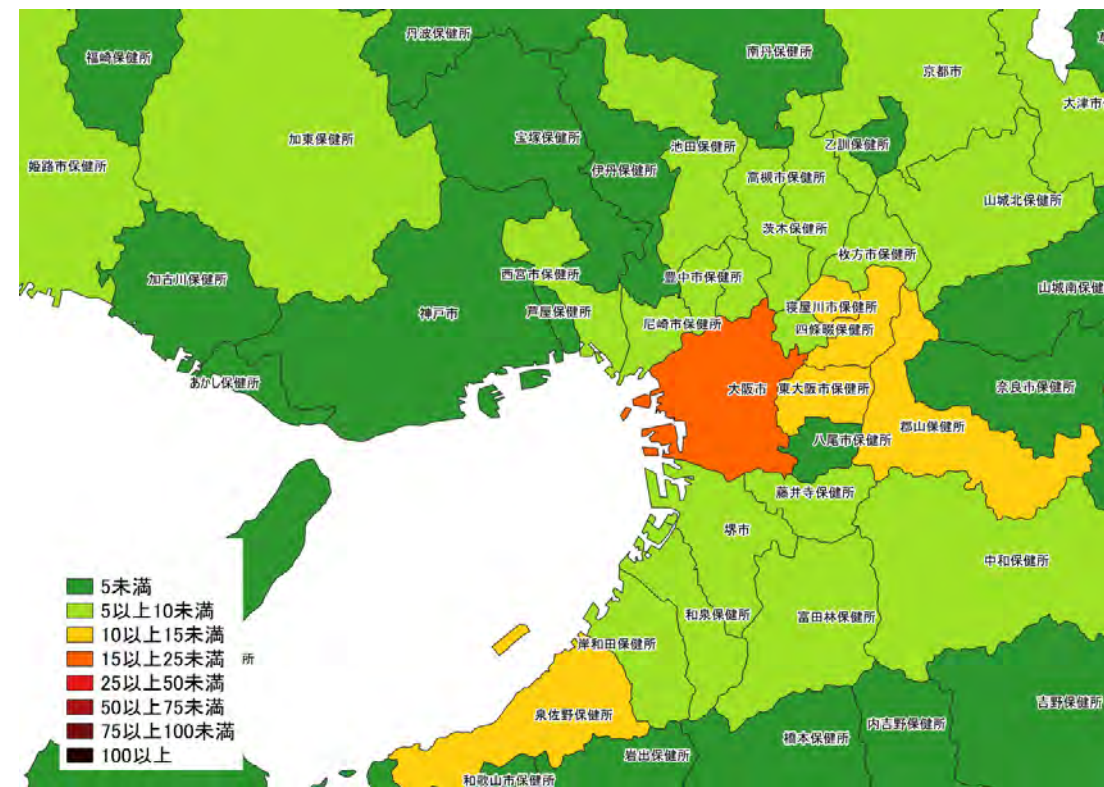 丹波保健所
福崎保健所
南丹保健所
京都市
大津市
加東保健所
宝塚保健所
池田保健所
乙訓保健所
姫路市保健所
伊丹保健所
高槻市保健所
山城北保健所
茨木保健所
枚方市保健所
加古川保健所
西宮市保健所
豊中市保健所
山城南保健
神戸市
芦屋保健所
尼崎市保健所
寝屋川市保健所
四條畷保健所
あかし保健所
大阪市
東大阪市保健所
奈良市保健所
郡山保健所
八尾市保健所
藤井寺保健所
堺市
中和保健所
和泉保健所
富田林保健所
岸和田保健所
所
泉佐野保健所
吉野保健所
内吉野保健所
橋本保健所
岩出保健所
和歌山市保健所
5未満
5以上10未満
10以上15未満
15以上25未満
25以上50未満
50以上75未満
75以上100未満
100以上